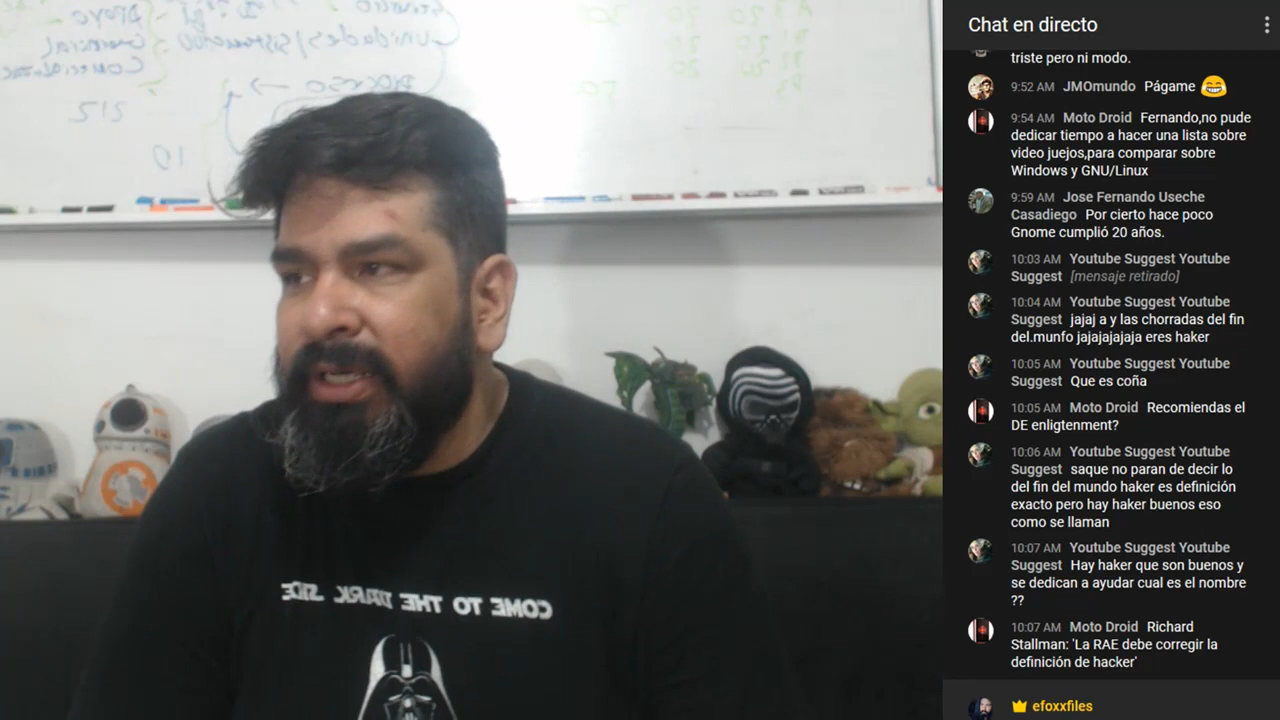 Chat en directo
triste pero ni modo.
9:52 AM JMOmundo Págame 😂
9:54 AM Moto Droid Fernando,no pude
dedicar tiempo a hacer una lista sobre
video juejos,para comparar sobre
Windows y GNU/Linux
9:59 AM Jose Fernando Useche
Casadiego Por cierto hace poco
Gnome cumplió 20 años.
10:03 AM Youtube Suggest Youtube
Suggest [mensaje retirado]
10:04 AM Youtube Suggest Youtube
Suggest jajaj a y las chorradas del fin
del.munfo jajajajajaja eres haker
10:05 AM Youtube Suggest Youtube
Suggest Que es coña
10:05 AM Moto Droid Recomiendas el
DE enligtenment?
10:06 AM Youtube Suggest Youtube
Suggest saque no paran de decir lo
del fin del mundo haker es definición
exacto pero hay haker buenos eso
como se llaman
10:07 AM Youtube Suggest Youtube
Suggest Hay haker que son buenos y
se dedican a ayudar cual es el nombre
??
10:07 AM Moto Droid Richard
Stallman: 'La RAE debe corregir la
definición de hacker'
efoxxfiles
COME TO THE DARK SIDE